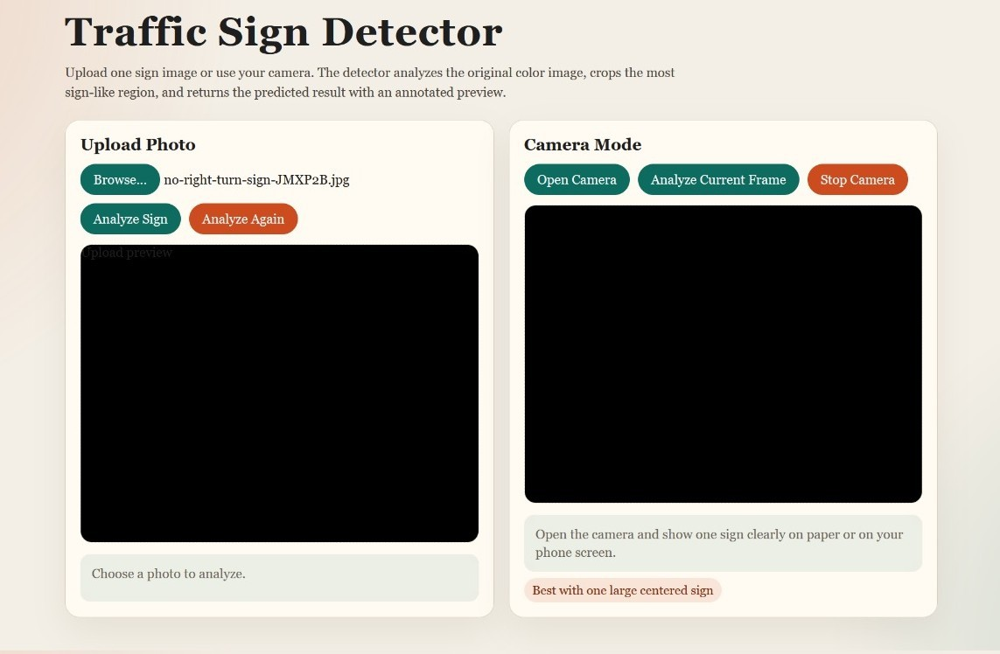 Traffic Sign Detector
Upload one sign image or use your camera. The detector analyzes the original color image, crops the most
sign-like region, and returns the predicted result with an annotated preview.
Upload Photo
Browse... no-right-turn-sign-JMXP2B.jpg
Analyze Sign Analyze Again
Upload preview
Choose a photo to analyze.
Camera Mode
Open Camera Analyze Current Frame Stop Camera
Open the camera and show one sign clearly on paper or on your
phone screen.
Best with one large centered sign